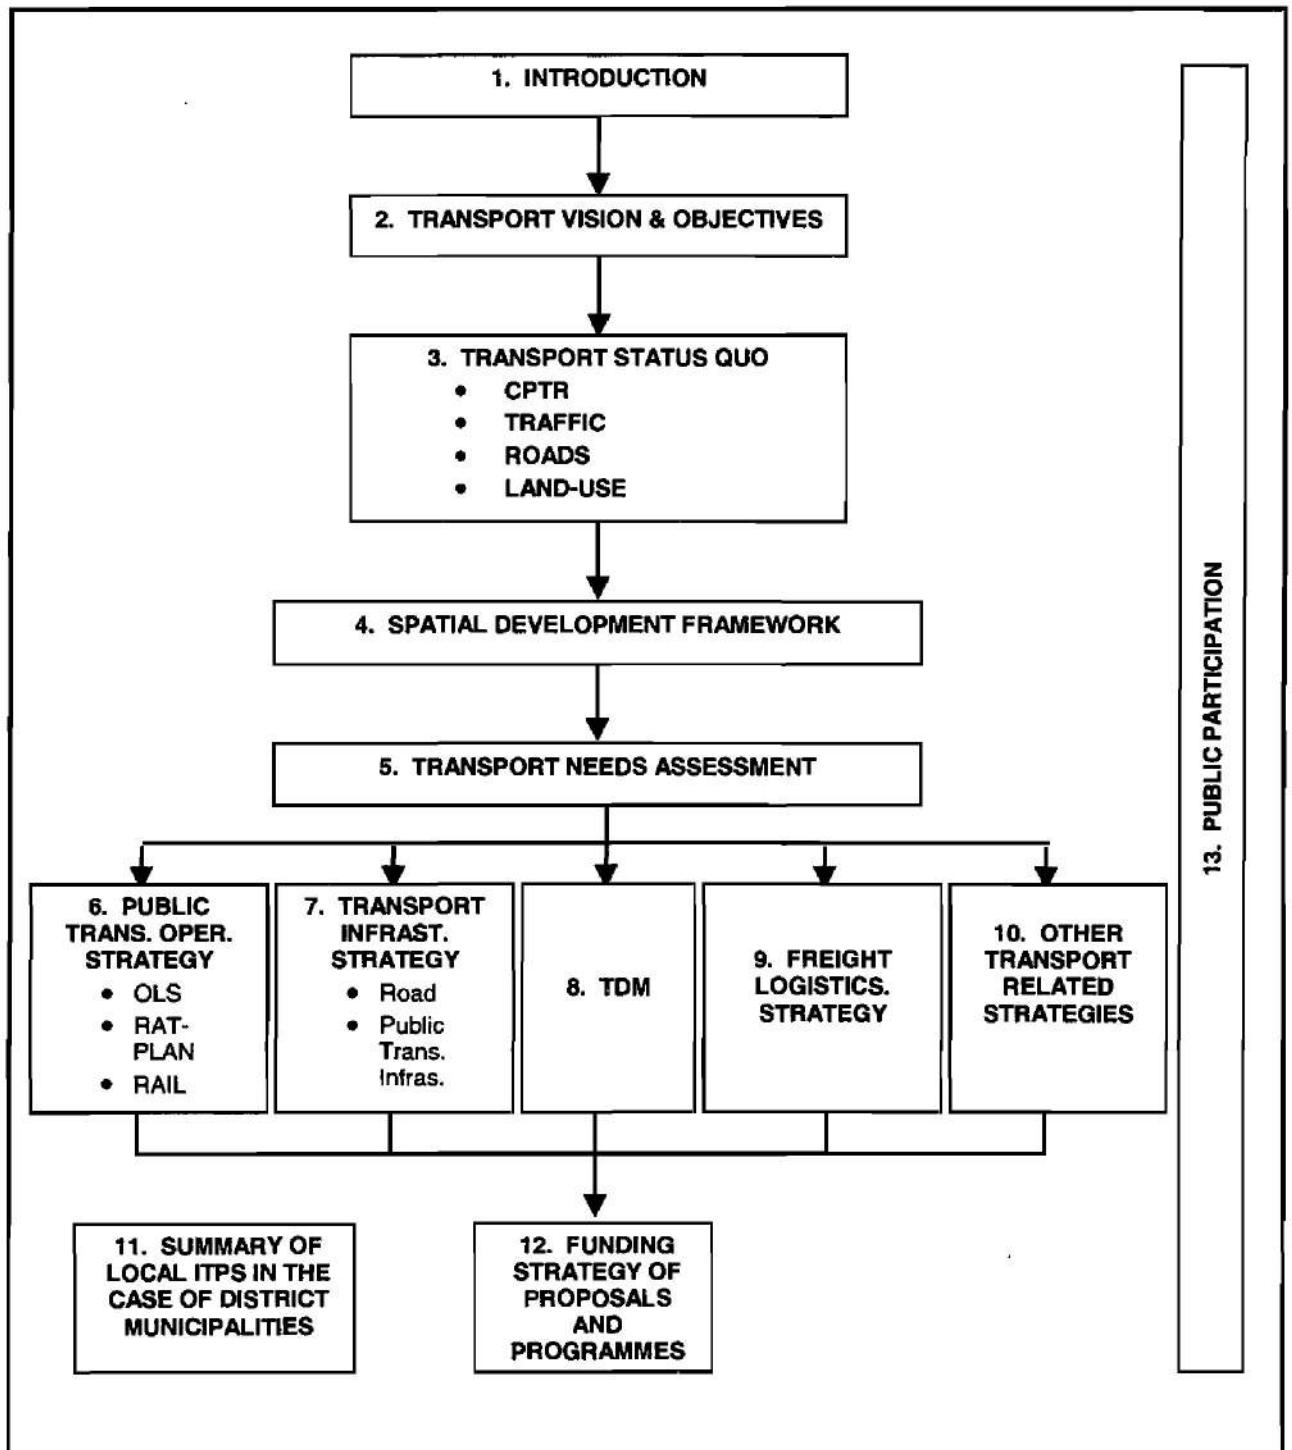 1. INTRODUCTION
2. TRANSPORT VISION & OBJECTIVES
3. TRANSPORT STATUS QUO
• CPTR
• TRAFFIC
• ROADS
• LAND-USE
4. SPATIAL DEVELOPMENT FRAMEWORK
5. TRANSPORT NEEDS ASSESSMENT
6. PUBLIC
TRANS. OPER.
STRATEGY
• OLS
• RAT-
PLAN
• RAIL
7. TRANSPORT
INFRAST.
STRATEGY
• Road
• Public
Trans.
Infras.
8. TDM
9. FREIGHT
LOGISTICS.
STRATEGY
10. OTHER
TRANSPORT
RELATED
STRATEGIES
11. SUMMARY OF
LOCAL ITPS IN THE
CASE OF DISTRICT
MUNICIPALITIES
12. FUNDING
STRATEGY OF
PROPOSALS
AND
PROGRAMMES
13. PUBLIC PARTICIPATION